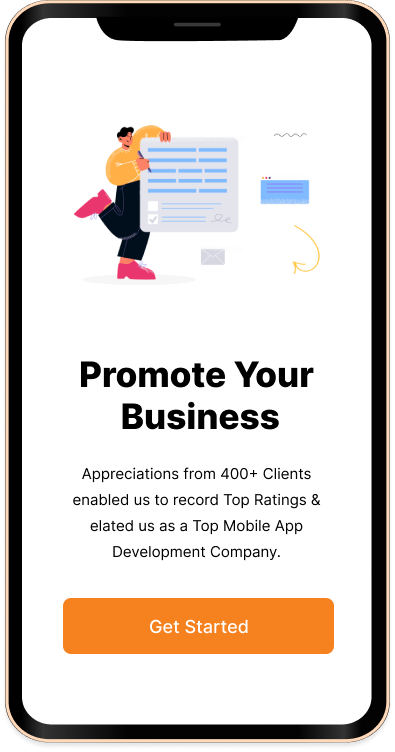 Promote Your
Business
Appreciations from 400+ Clients
enabled us to record Top Ratings &
elated us as a Top Mobile App
Development Company.
Get Started